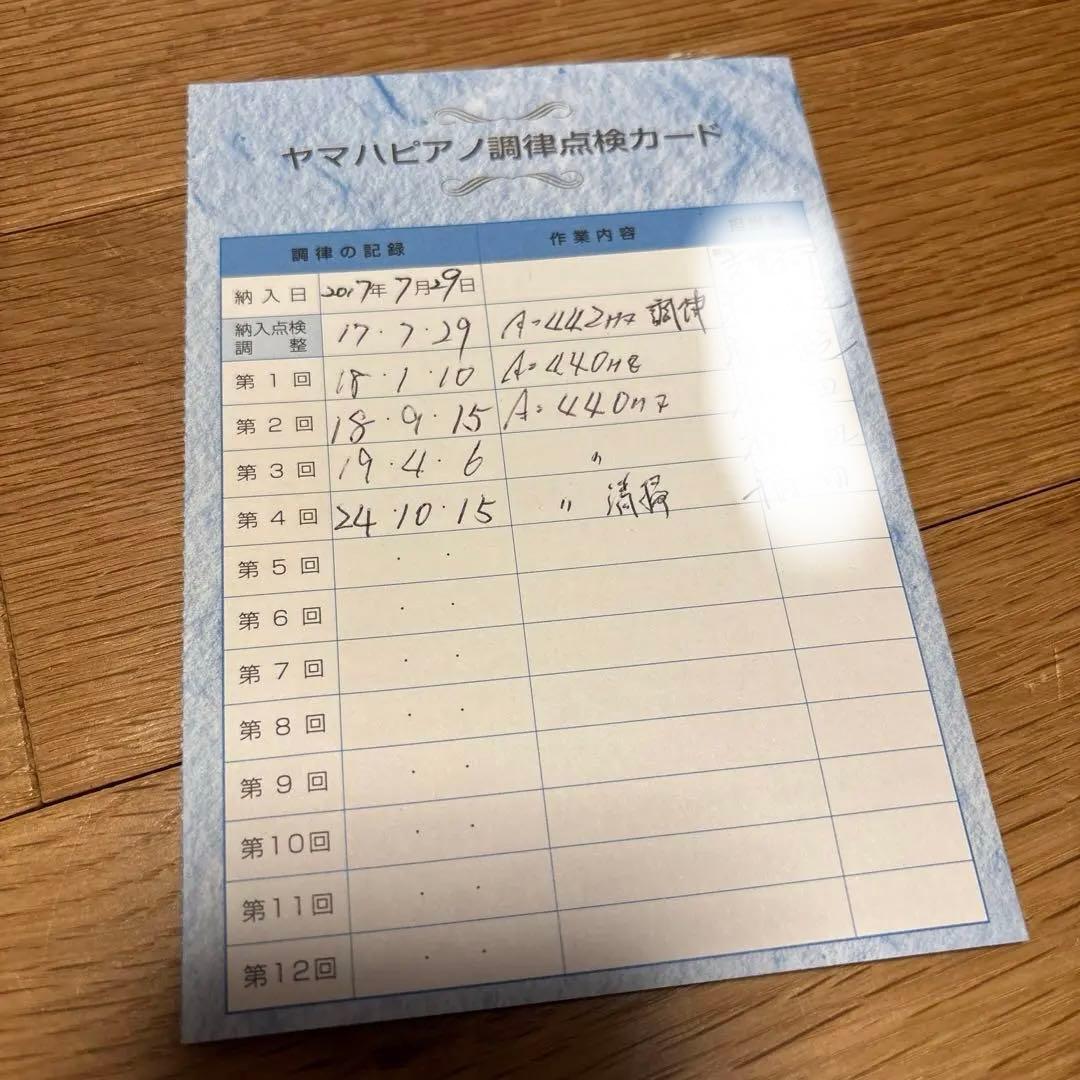 ヤマハピアノ調律点検カード
調律の記録 作業内容
納入日 2017年7月29日
納入点検調整 17・7・29 A=442Hz 調律
第1回 18・1・10 A=440Hz
第2回 18・9・15 A=440Hz
第3回 19・4・6 〃
第4回 24・10・15 〃 清掃
第5回 ・ ・
第6回 ・ ・
第7回 ・ ・
第8回 ・ ・
第9回 ・ ・
第10回 ・ ・
第11回 ・ ・
第12回 ・ ・